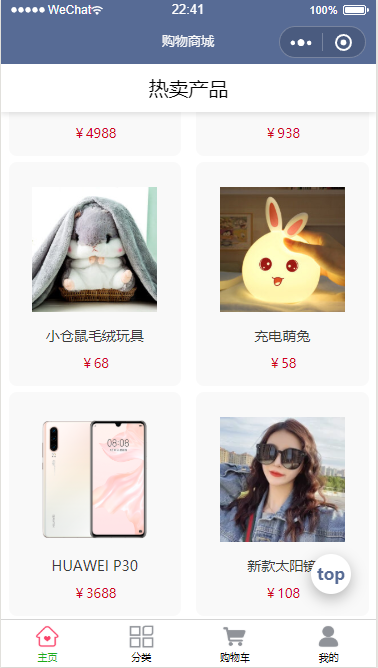 WeChat
22:41
100%
购物商城
热卖产品
￥4988
￥938
小仓鼠毛绒玩具
￥68
充电萌兔
￥58
08:08
HUAWEI P30
￥3688
新款太阳镜
￥108
top
主页
分类
购物车
我的